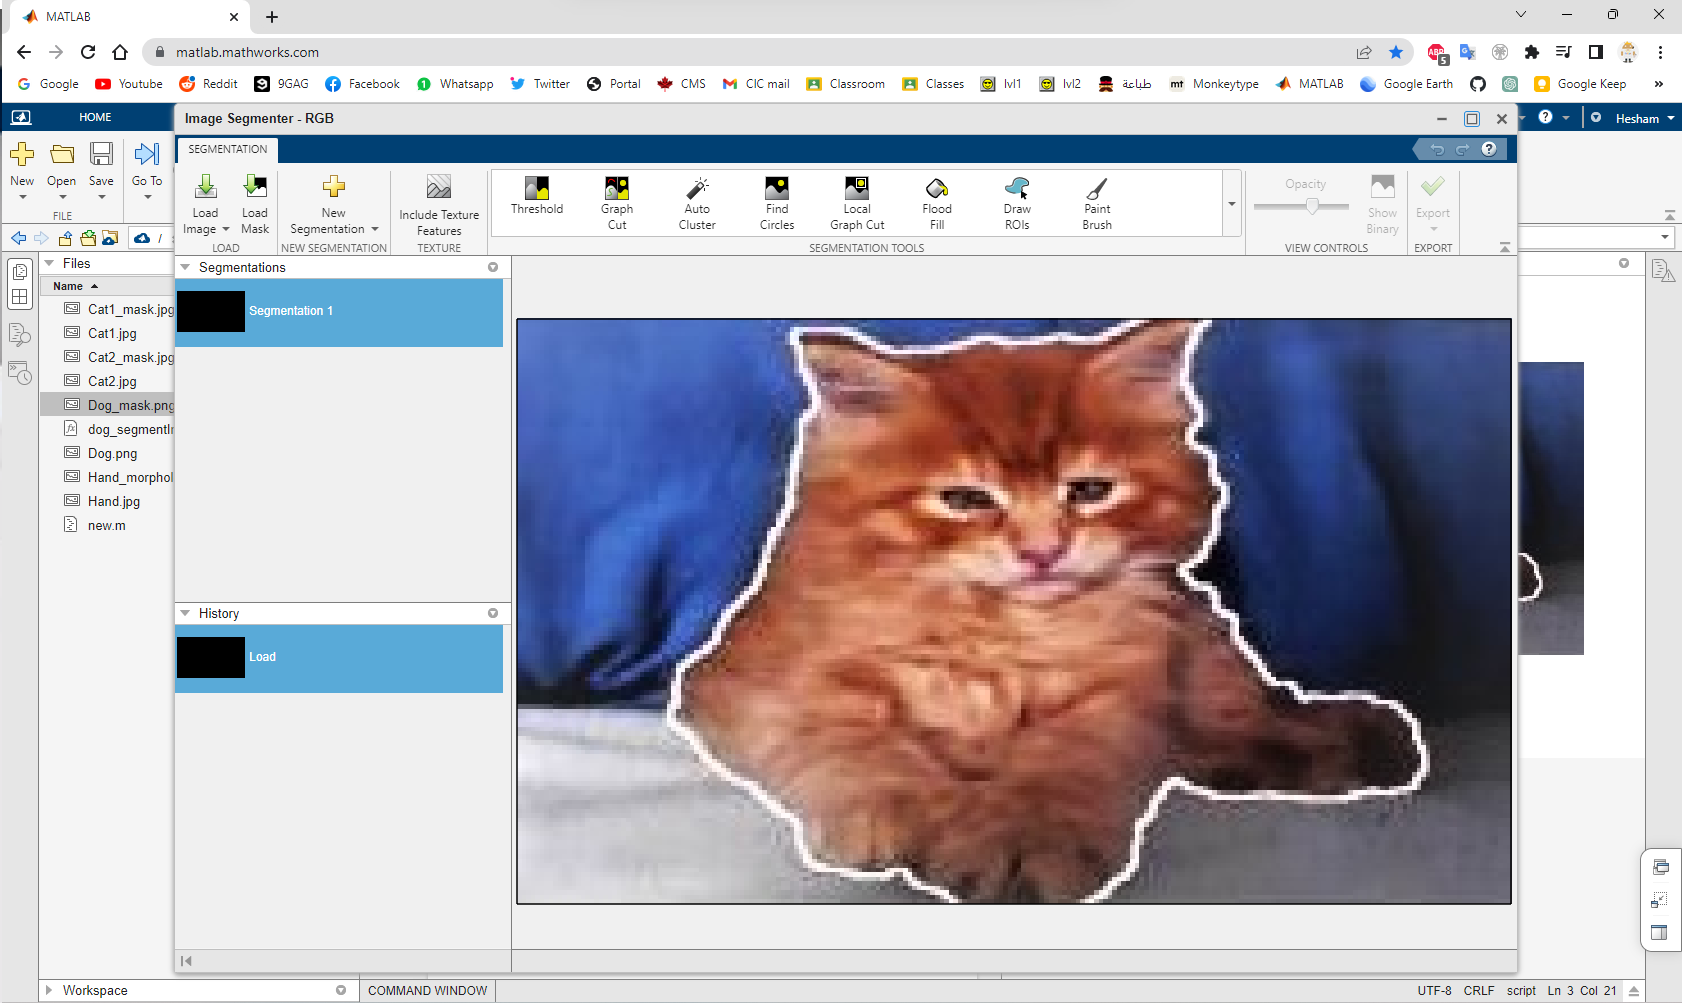 MATLAB
matlab.mathworks.com
5
Google Youtube Reddit 9GAG Facebook Whatsapp Twitter Portal CMS CIC mail Classroom Classes lvl1 lvl2 طباعة mt Monkeytype MATLAB Google Earth Google Keep »
HOME
Image Segmenter - RGB
Hesham
SEGMENTATION
New Open Save Go To
FILE
Load Image Load Mask
LOAD
New Segmentation
NEW SEGMENTATION
Include Texture Features
TEXTURE
Threshold Graph Cut Auto Cluster Find Circles Local Graph Cut Flood Fill Draw ROIs Paint Brush
SEGMENTATION TOOLS
Opacity Show Binary
VIEW CONTROLS
Export
EXPORT
/
Files
Name
Cat1_mask.jpg
Cat1.jpg
Cat2_mask.jpg
Cat2.jpg
Dog_mask.png
dog_segmentI
Dog.png
Hand_morphol
Hand.jpg
new.m
Segmentations
Segmentation 1
History
Load
Workspace
COMMAND WINDOW
UTF-8 CRLF script Ln 3 Col 21